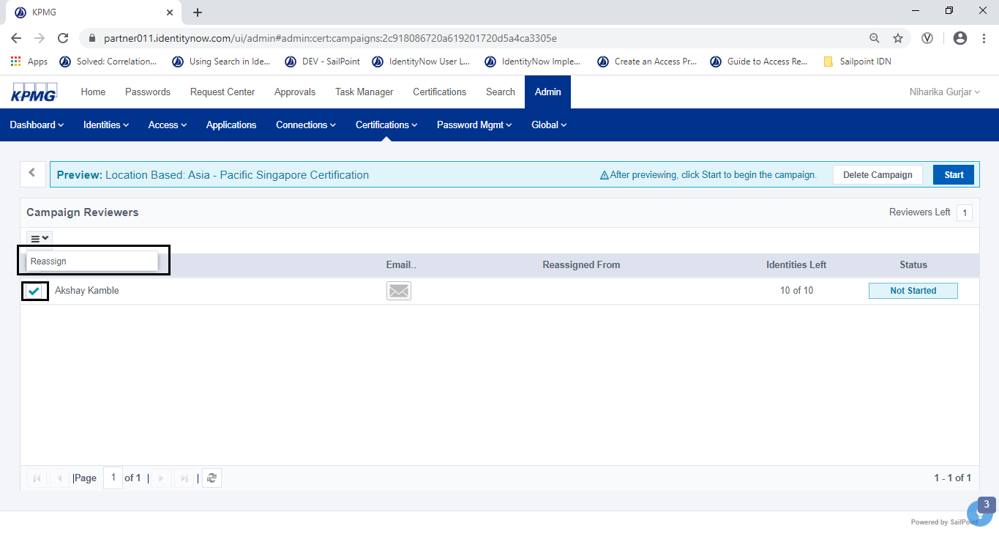 KPMG
partner011.identitynow.com/ui/admin#admin:cert:campaigns:2c918086720a619201720d5a4ca3305e
Apps Solved: Correlation... Using Search in Ide... DEV - SailPoint IdentityNow User L... IdentityNow Imple... Create an Access Pr... Guide to Access Re... Sailpoint IDN
KPMG Home Passwords Request Center Approvals Task Manager Certifications Search Admin Niharika Gurjar
Dashboard Identities Access Applications Connections Certifications Password Mgmt Global
Preview: Location Based: Asia - Pacific Singapore Certification After previewing, click Start to begin the campaign. Delete Campaign Start
Campaign Reviewers Reviewers Left 1
Reassign
Email.. Reassigned From Identities Left Status
Akshay Kamble 10 of 10 Not Started
|Page 1 of 1 | | 1 - 1 of 1
3
Powered by SailPoint